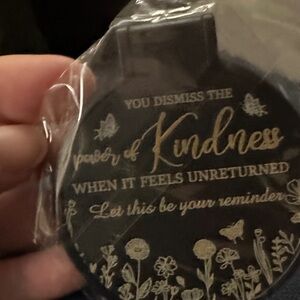 YOU DISMISS THE
power of Kindness
WHEN IT FEELS UNRETURNED
Let this be your reminder